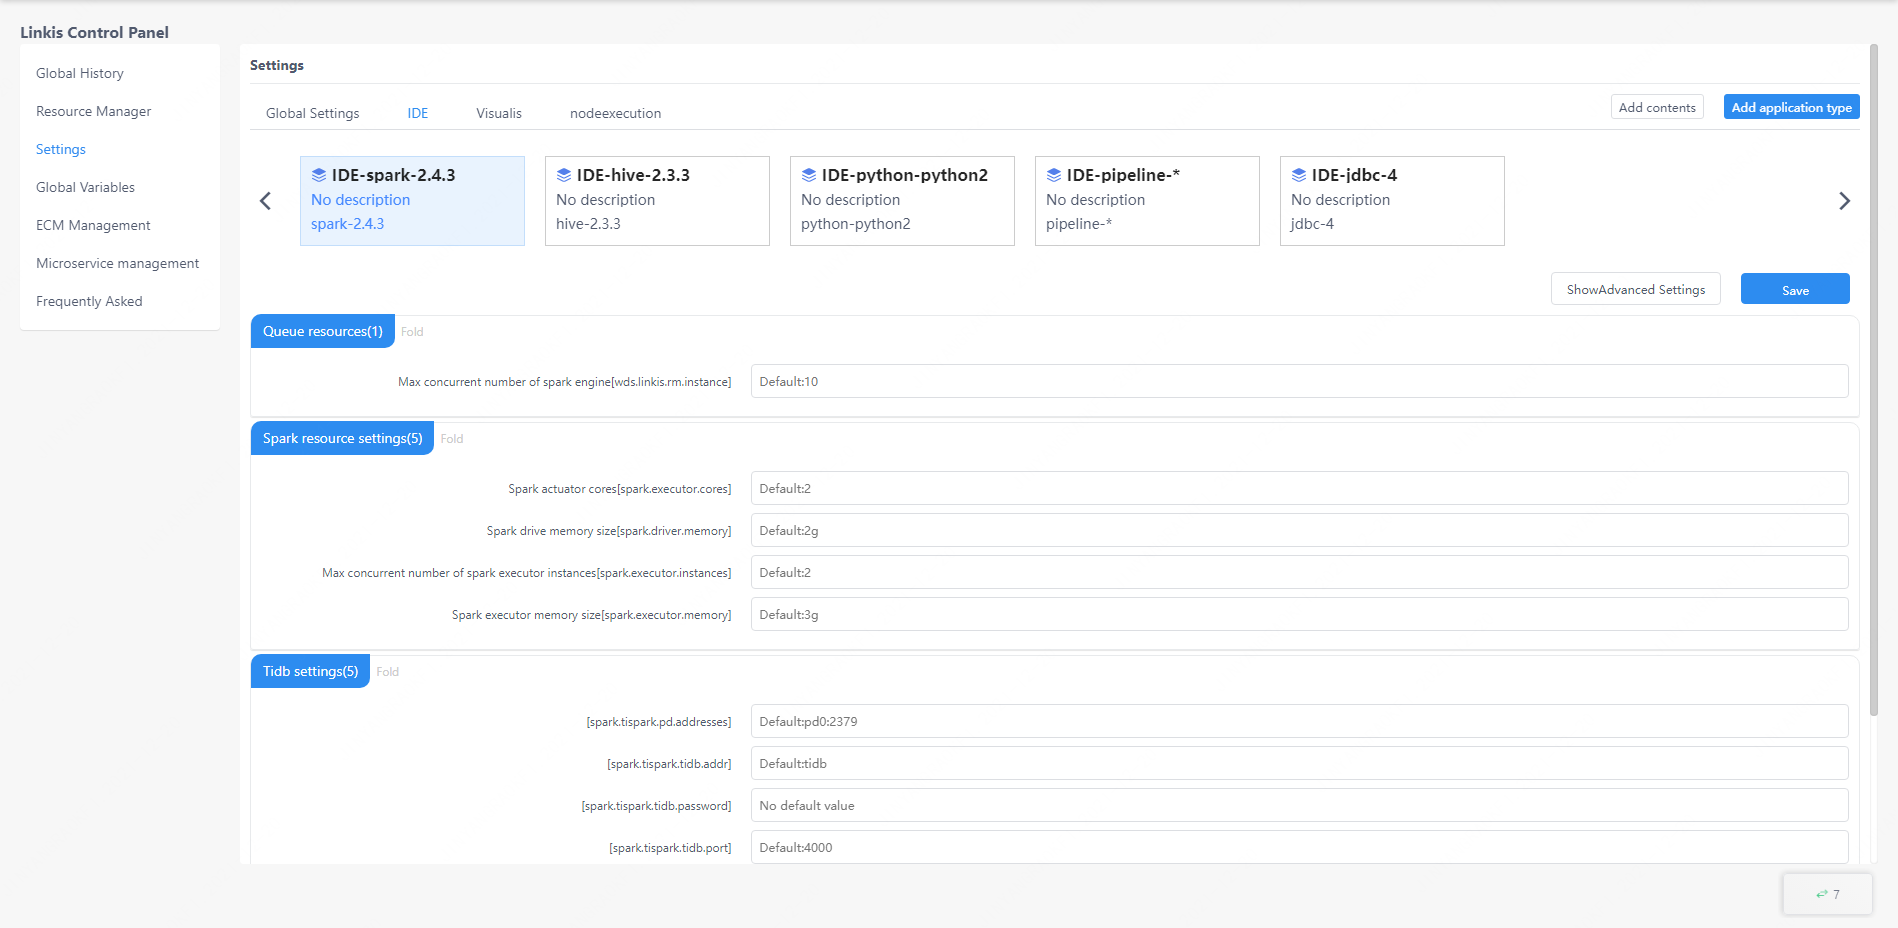 Linkis Control Panel
Global History
Resource Manager
Settings
Global Variables
ECM Management
Microservice management
Frequently Asked
Settings
Global Settings IDE Visualis nodeexecution Add contents Add application type
IDE-spark-2.4.3
No description
spark-2.4.3
IDE-hive-2.3.3
No description
hive-2.3.3
IDE-python-python2
No description
python-python2
IDE-pipeline-*
No description
pipeline-*
IDE-jdbc-4
No description
jdbc-4
ShowAdvanced Settings Save
Queue resources(1) Fold
Max concurrent number of spark engine[wds.linkis.rm.instance] Default:10
Spark resource settings(5) Fold
Spark actuator cores[spark.executor.cores] Default:2
Spark drive memory size[spark.driver.memory] Default:2g
Max concurrent number of spark executor instances[spark.executor.instances] Default:2
Spark executor memory size[spark.executor.memory] Default:3g
Tidb settings(5) Fold
[spark.tispark.pd.addresses] Default:pd0:2379
[spark.tispark.tidb.addr] Default:tidb
[spark.tispark.tidb.password] No default value
[spark.tispark.tidb.port] Default:4000
7